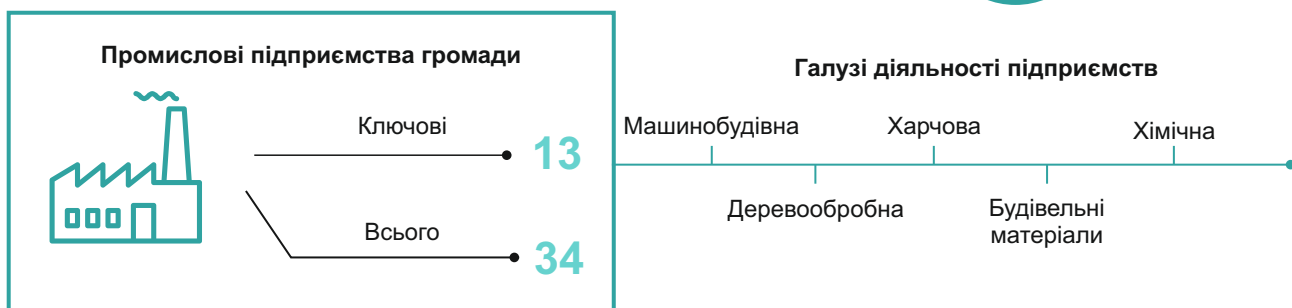 Промислові підприємства громади
Ключові
13
Всього
34
Галузі діяльності підприємств
Машинобудівна
Харчова
Хімічна
Деревообробна
Будівельні
матеріали